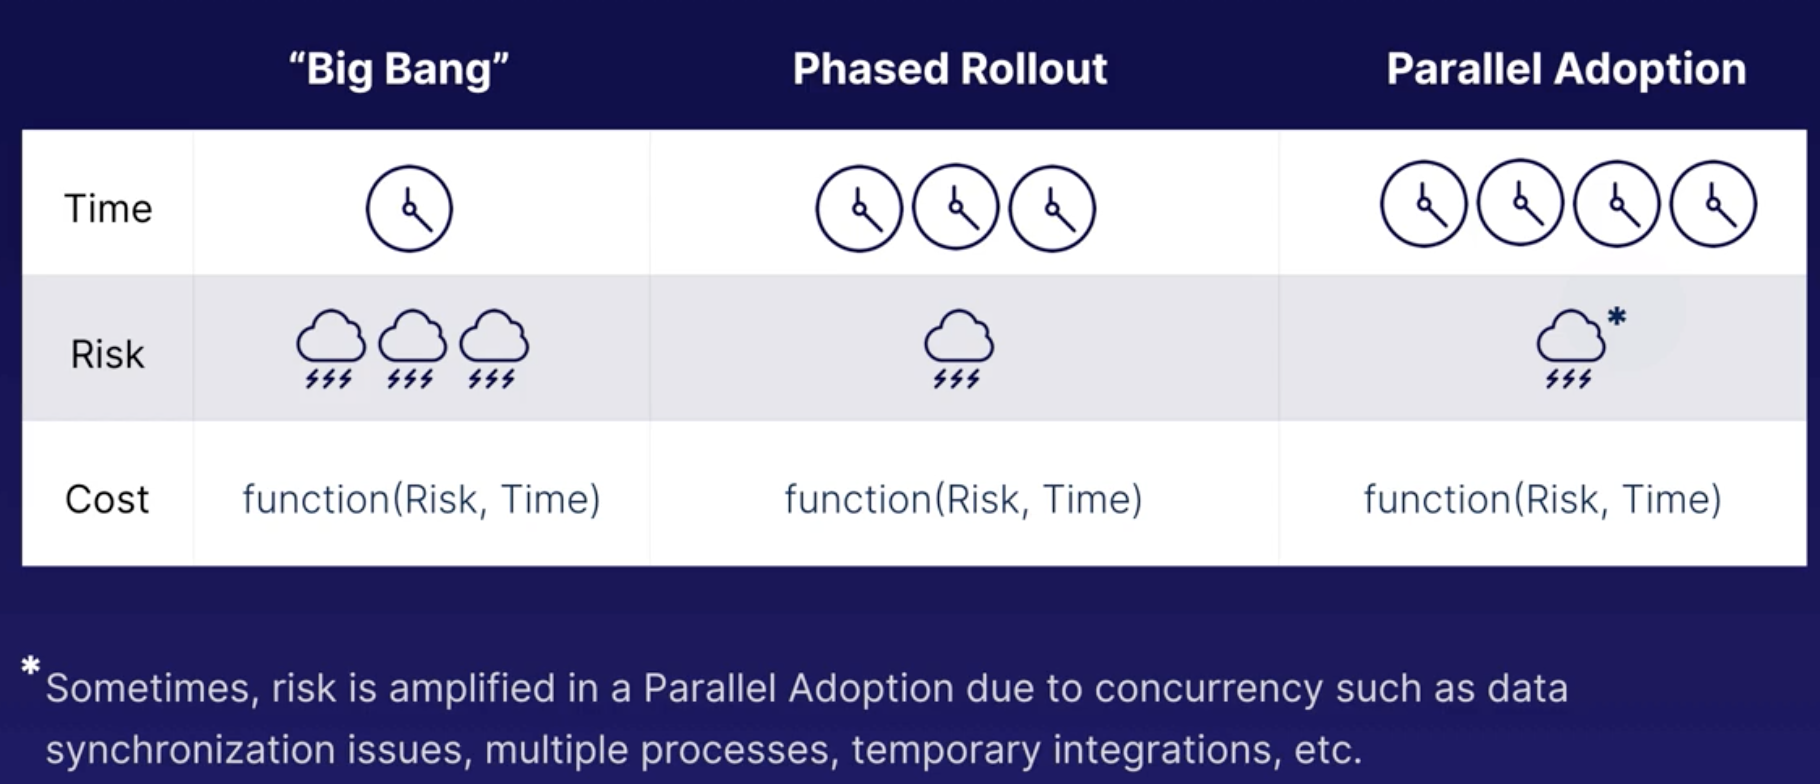 “Big Bang”
Phased Rollout
Parallel Adoption
Time
Risk
*
Cost
function(Risk, Time)
function(Risk, Time)
function(Risk, Time)
*Sometimes, risk is amplified in a Parallel Adoption due to concurrency such as data
synchronization issues, multiple processes, temporary integrations, etc.